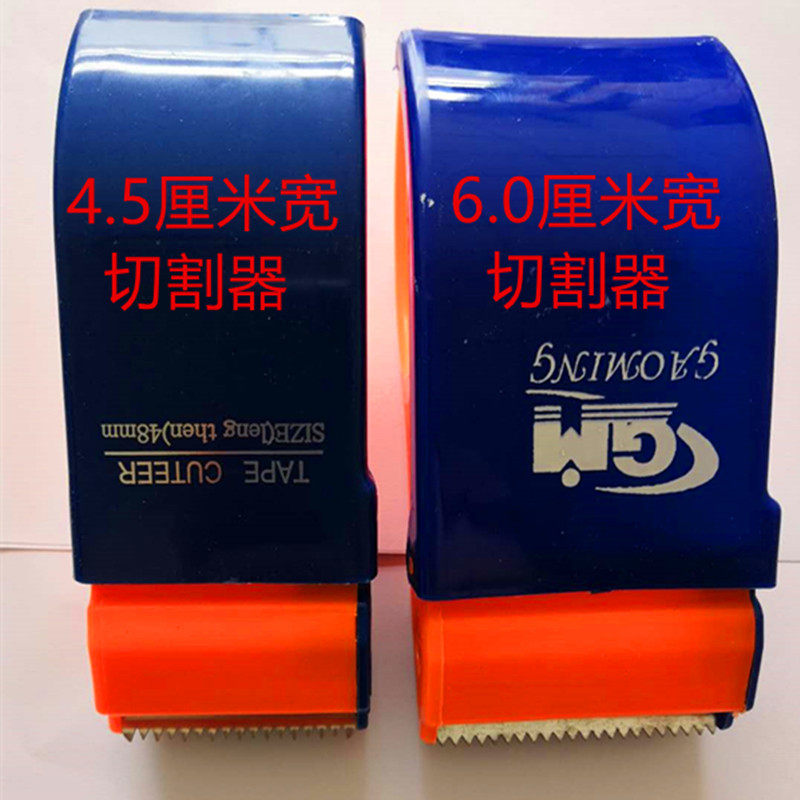 4.5厘米宽
切割器
6.0厘米宽
切割器
TAPE CUTEER
SIZE(leng then)48mm
GM
GAOMING